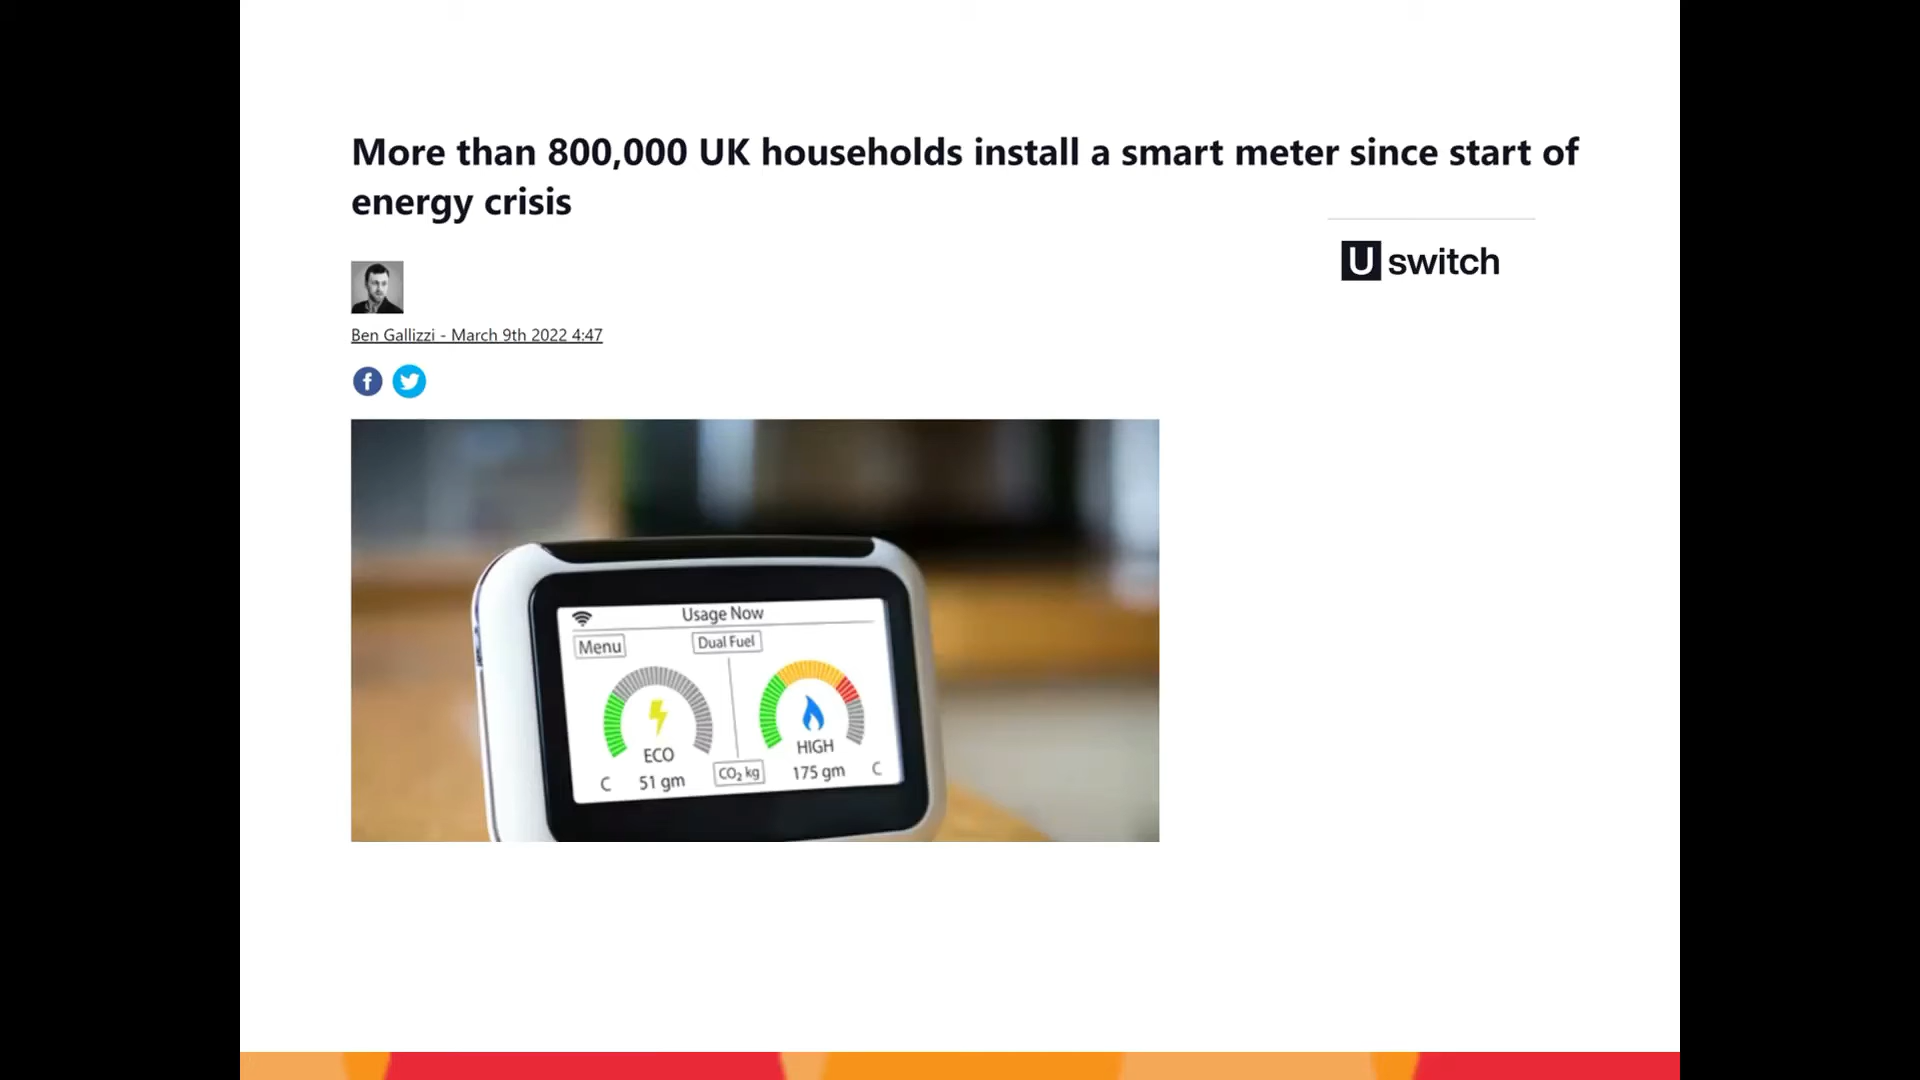 More than 800,000 UK households install a smart meter since start of
energy crisis
U switch
Ben Gallizzi - March 9th 2022 4:47
Usage Now
Menu
Dual Fuel
ECO
HIGH
C
51 gm
CO₂ kg
175 gm
C